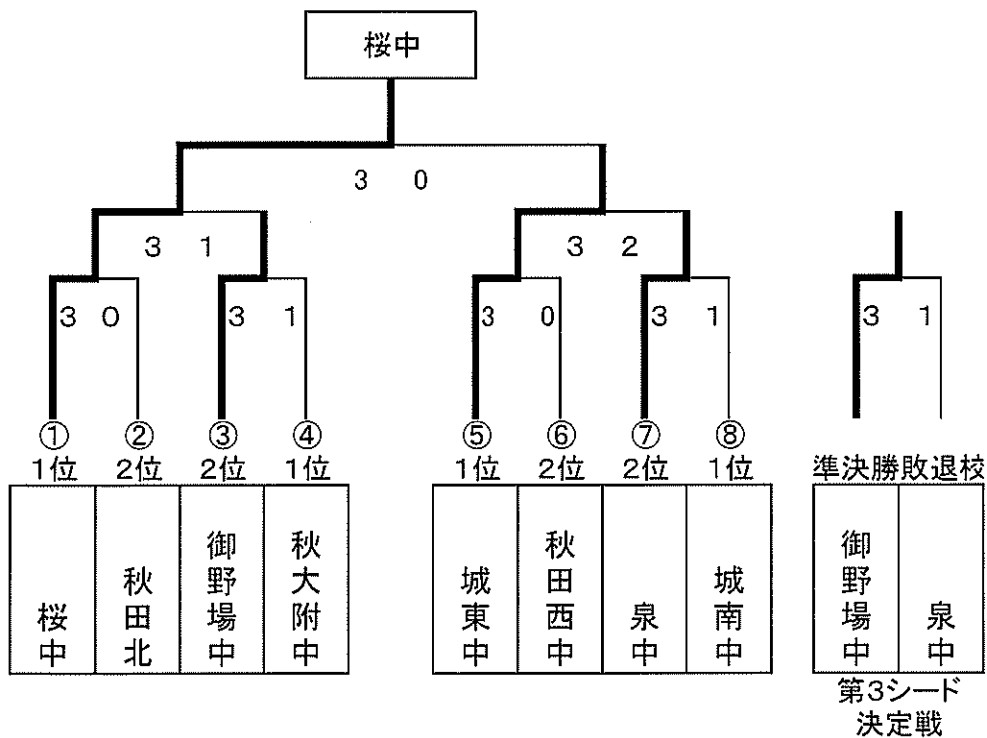 桜中
3 0
3 1
3 2
3 0
3 1
3 0
3 1
3 1
① ② ③ ④ ⑤ ⑥ ⑦ ⑧
1位 2位 2位 1位 1位 2位 2位 1位 準決勝敗退校
桜中
秋田北
御野場中
秋大附中
城東中
秋田西中
泉中
城南中
御野場中
泉中
第3シード
決定戦